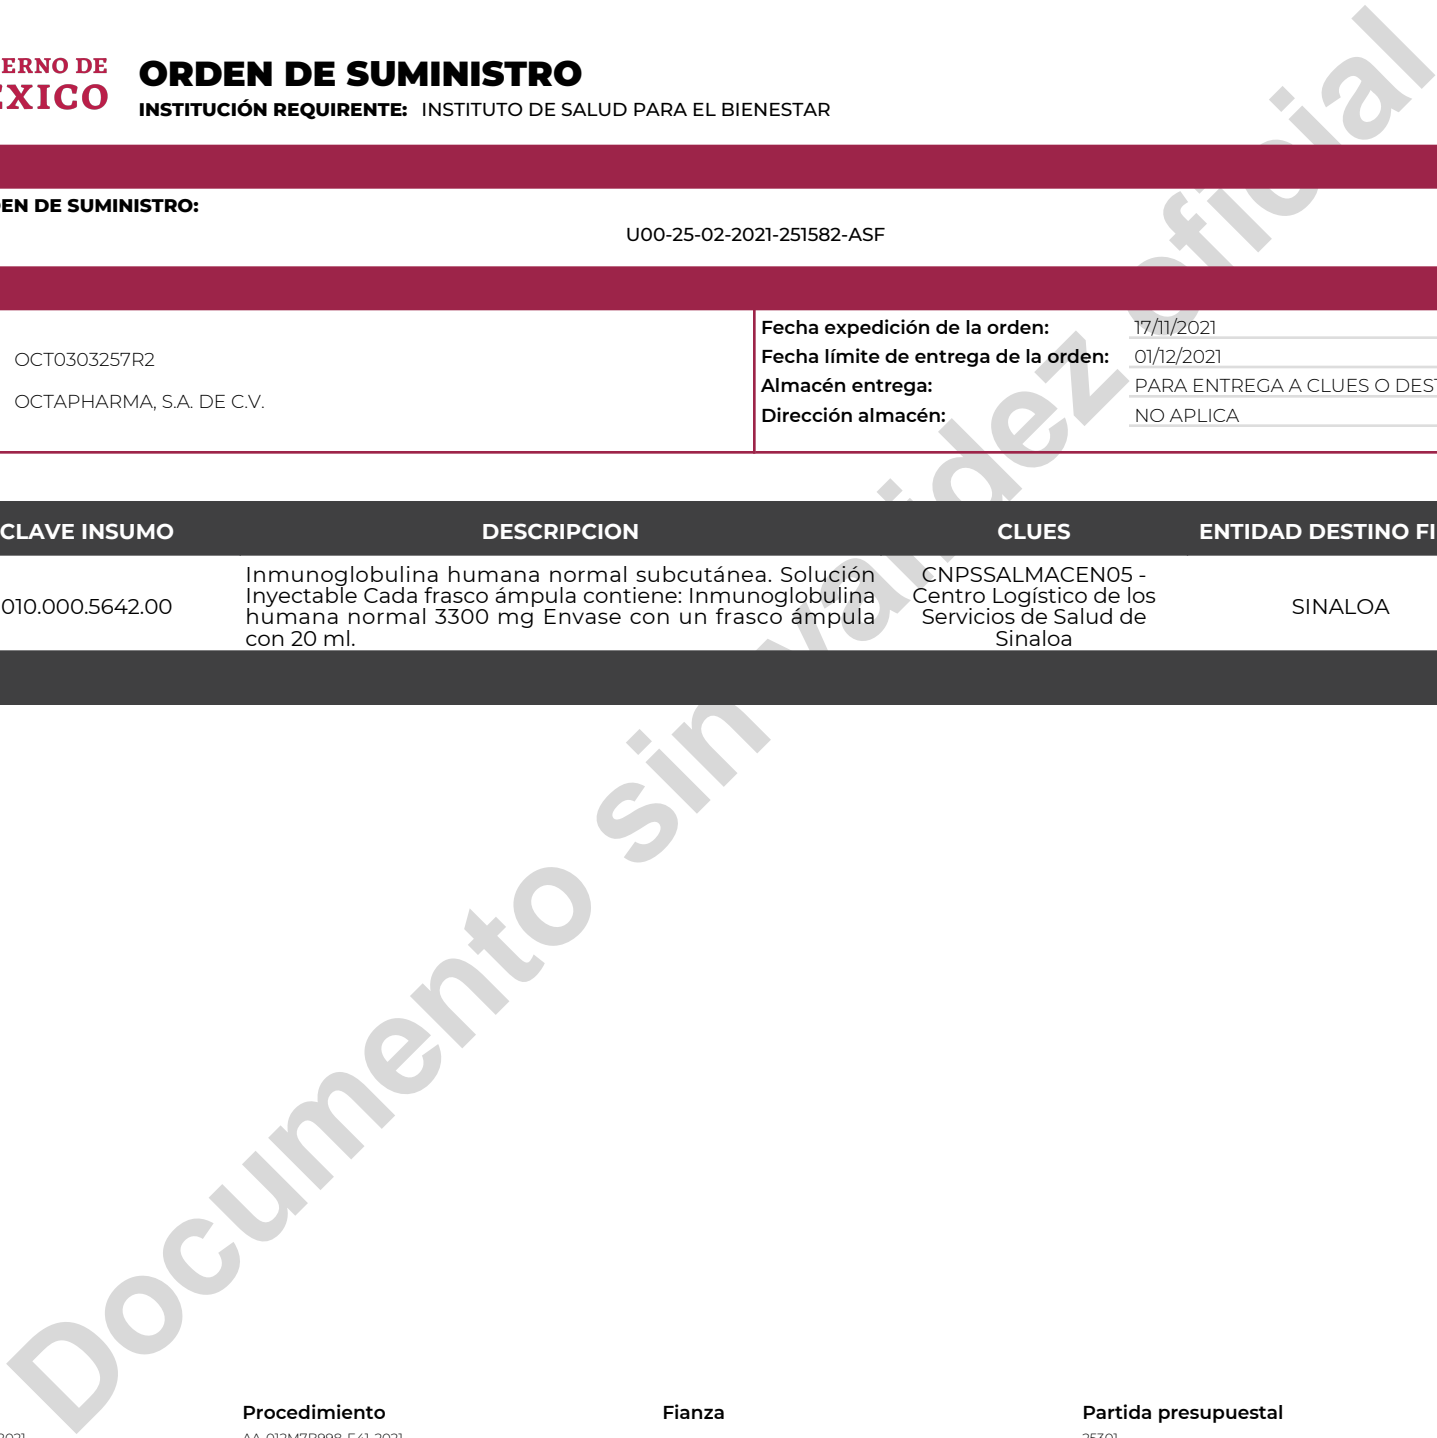 ERNO DE
ÉXICO
ORDEN DE SUMINISTRO
INSTITUCIÓN REQUIRENTE: INSTITUTO DE SALUD PARA EL BIENESTAR
EN DE SUMINISTRO:
U00-25-02-2021-251582-ASF
OCT0303257R2
OCTAPHARMA, S.A. DE C.V.
Fecha expedición de la orden: 17/11/2021
Fecha límite de entrega de la orden: 01/12/2021
Almacén entrega: PARA ENTREGA A CLUES O DEST
Dirección almacén: NO APLICA
CLAVE INSUMO DESCRIPCION CLUES ENTIDAD DESTINO FI
010.000.5642.00
Inmunoglobulina humana normal subcutánea. Solución
Inyectable Cada frasco ámpula contiene: Inmunoglobulina
humana normal 3300 mg Envase con un frasco ámpula
con 20 ml.
CNPSSALMACEN05 -
Centro Logístico de los
Servicios de Salud de
Sinaloa
SINALOA
Documento sin validez oficial
Procedimiento Fianza Partida presupuestal